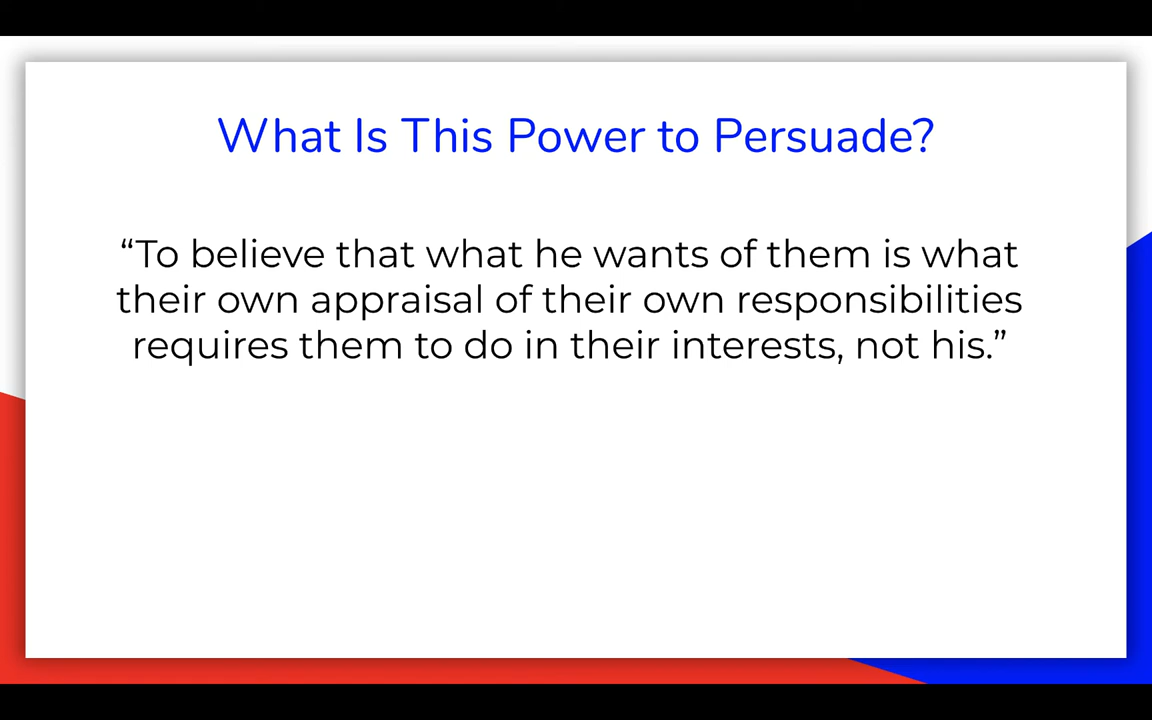 What Is This Power to Persuade?
“To believe that what he wants of them is what
their own appraisal of their own responsibilities
requires them to do in their interests, not his.”